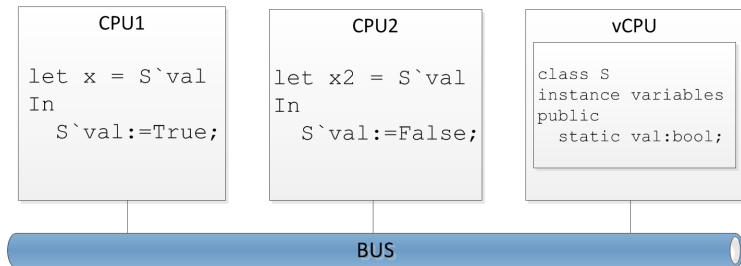 CPU1
let x = S`val
In
S`val:=True;
CPU2
let x2 = S`val
In
S`val:=False;
vCPU
class S
instance variables
public
static val:bool;
BUS